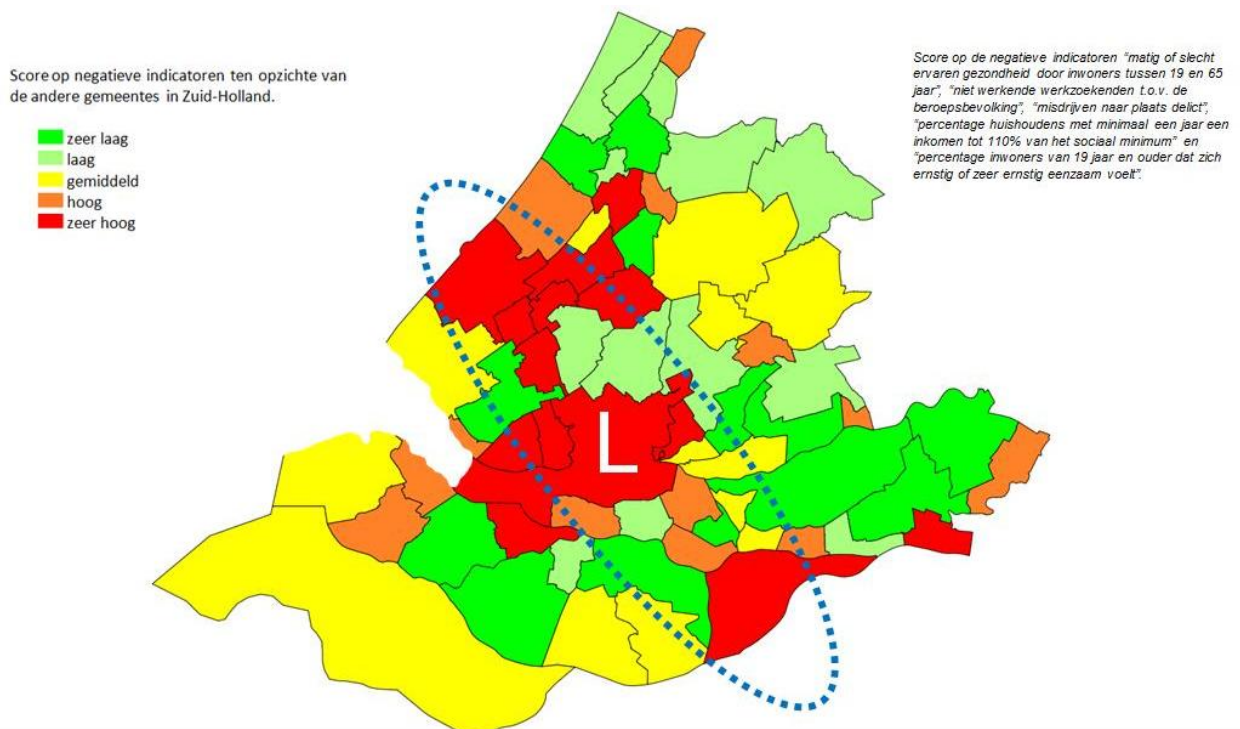 Score op negatieve indicatoren ten opzichte van
de andere gemeentes in Zuid-Holland.
zeer laag
laag
gemiddeld
hoog
zeer hoog
Score op de negatieve indicatoren "matig of slecht
ervaren gezondheid door inwoners tussen 19 en 65
jaar", "niet werkende werkzoekenden t.o.v. de
beroepsbevolking", "misdrijven naar plaats delict",
"percentage huishoudens met minimaal een jaar een
inkomen tot 110% van het sociaal minimum" en
"percentage inwoners van 19 jaar en ouder dat zich
ernstig of zeer ernstig eenzaam voelt".
L